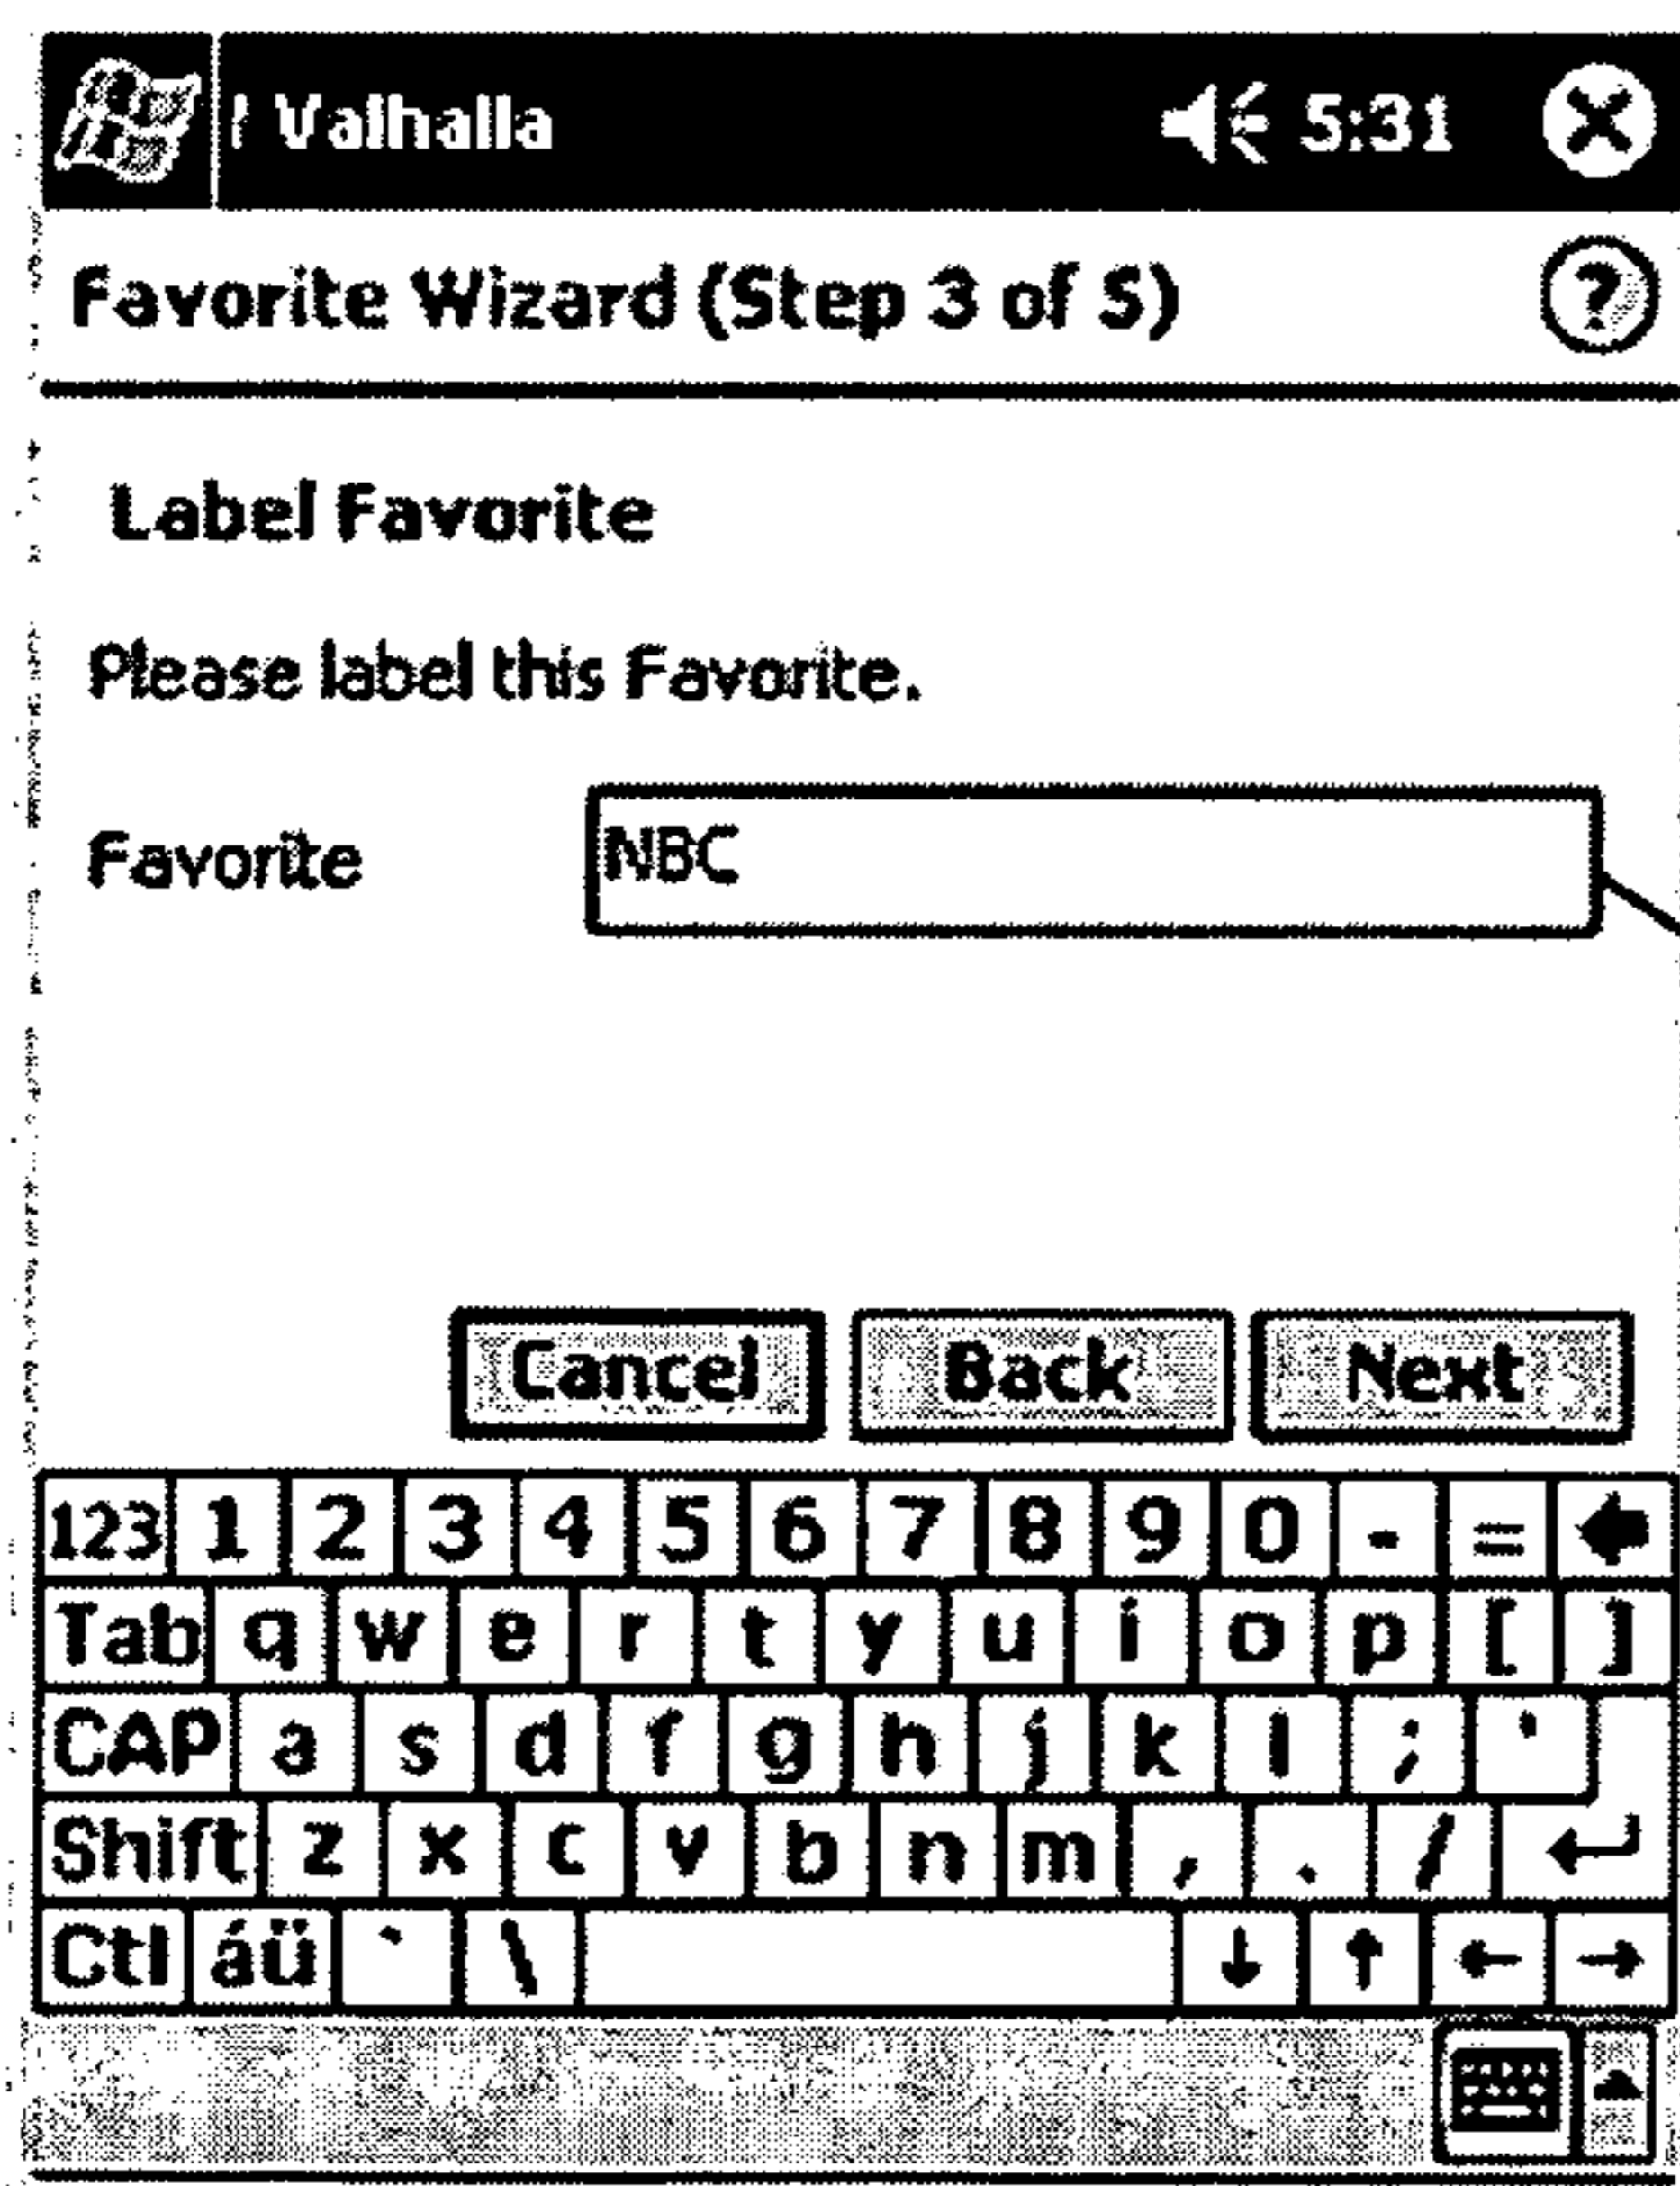 Valhalla 5:31
Favorite Wizard (Step 3 of 5) ?
Label Favorite
Please label this Favorite.
Favorite NBC
Cancel Back Next
123 1 2 3 4 5 6 7 8 9 0 - =
Tab q w e r t y u i o p [ ]
CAP a s d f g h j k l ; '
Shift z x c v b n m , . /
Ctl áü ` \